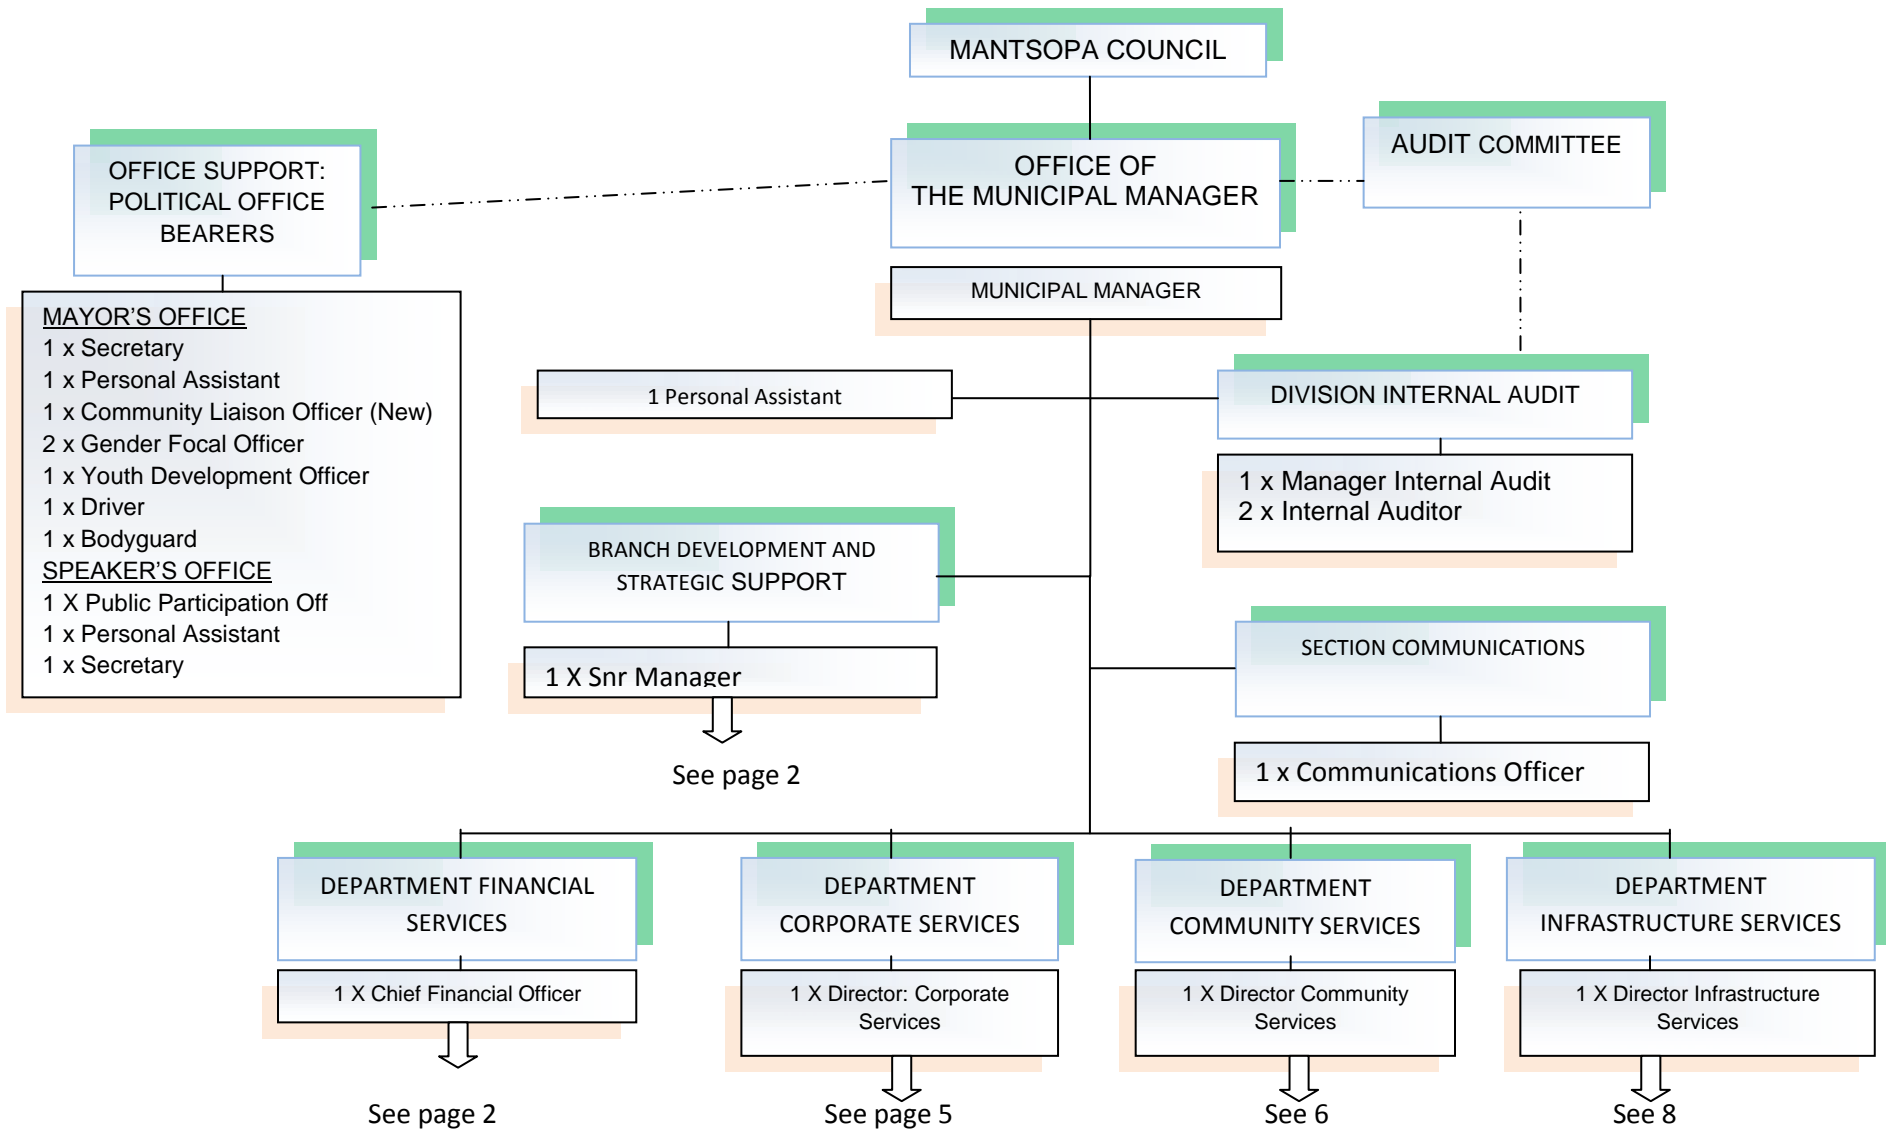 MANTSOPA COUNCIL
OFFICE OF
THE MUNICIPAL MANAGER
AUDIT COMMITTEE
OFFICE SUPPORT:
POLITICAL OFFICE
BEARERS
MAYOR’S OFFICE
1 x Secretary
1 x Personal Assistant
1 x Community Liaison Officer (New)
2 x Gender Focal Officer
1 x Youth Development Officer
1 x Driver
1 x Bodyguard
SPEAKER’S OFFICE
1 X Public Participation Off
1 x Personal Assistant
1 x Secretary
MUNICIPAL MANAGER
1 Personal Assistant
DIVISION INTERNAL AUDIT
1 x Manager Internal Audit
2 x Internal Auditor
BRANCH DEVELOPMENT AND
STRATEGIC SUPPORT
1 X Snr Manager
See page 2
SECTION COMMUNICATIONS
1 x Communications Officer
DEPARTMENT FINANCIAL
SERVICES
1 X Chief Financial Officer
See page 2
DEPARTMENT
CORPORATE SERVICES
1 X Director: Corporate
Services
See page 5
DEPARTMENT
COMMUNITY SERVICES
1 X Director Community
Services
See 6
DEPARTMENT
INFRASTRUCTURE SERVICES
1 X Director Infrastructure
Services
See 8